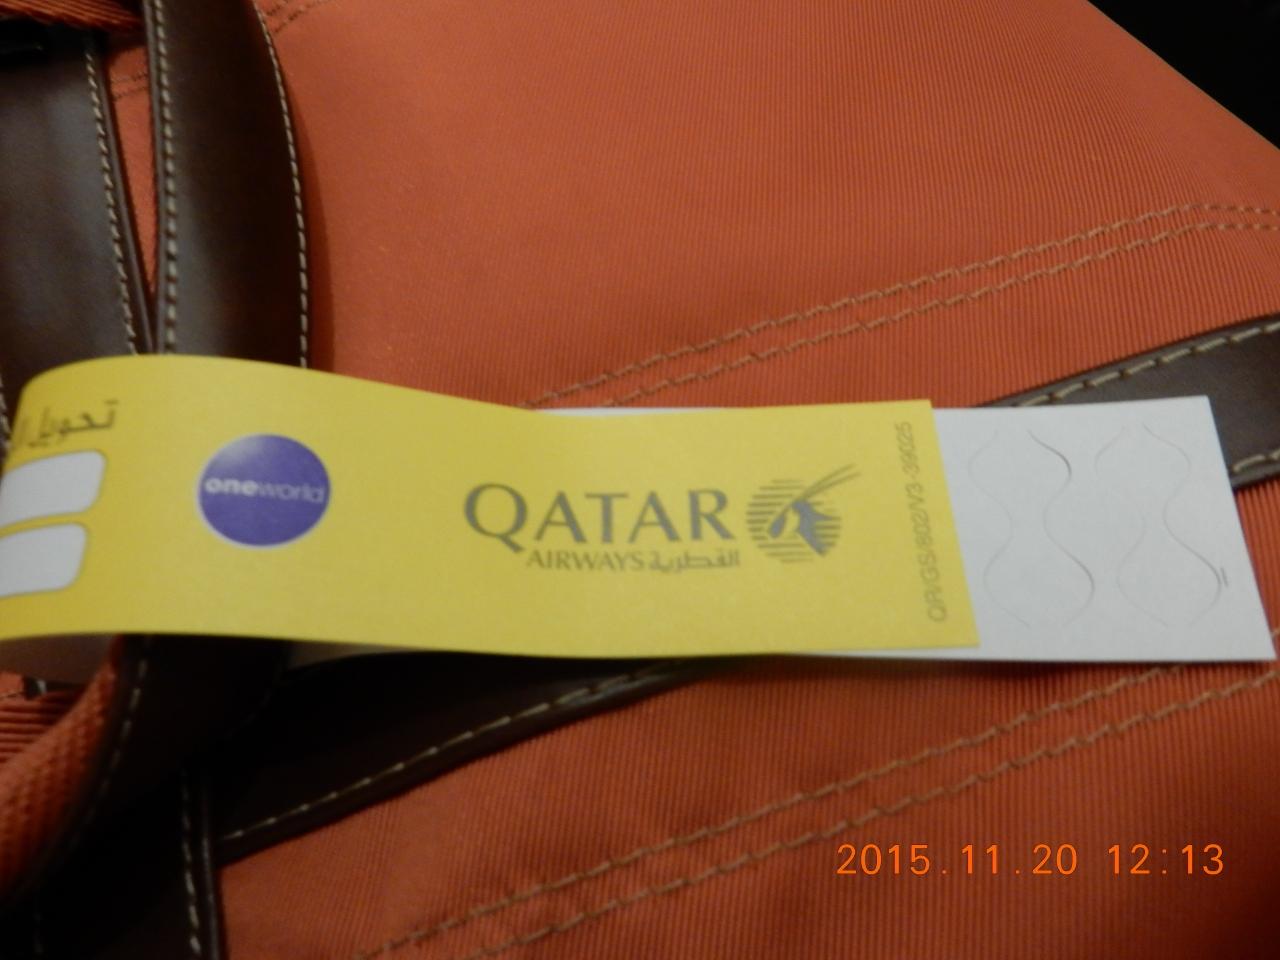 تحويل
oneworld
QATAR
AIRWAYS القطرية
QR/GS/802/V3-39025
2015.11.20 12:13